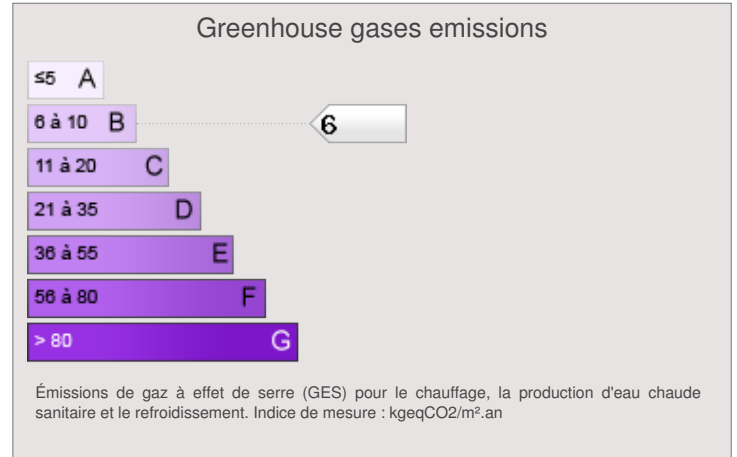 Greenhouse gases emissions
≤5 A
6 à 10 B
6
11 à 20 C
21 à 35 D
36 à 55 E
56 à 80 F
> 80 G
Émissions de gaz à effet de serre (GES) pour le chauffage, la production d'eau chaude
sanitaire et le refroidissement. Indice de mesure : kgeqCO2/m².an